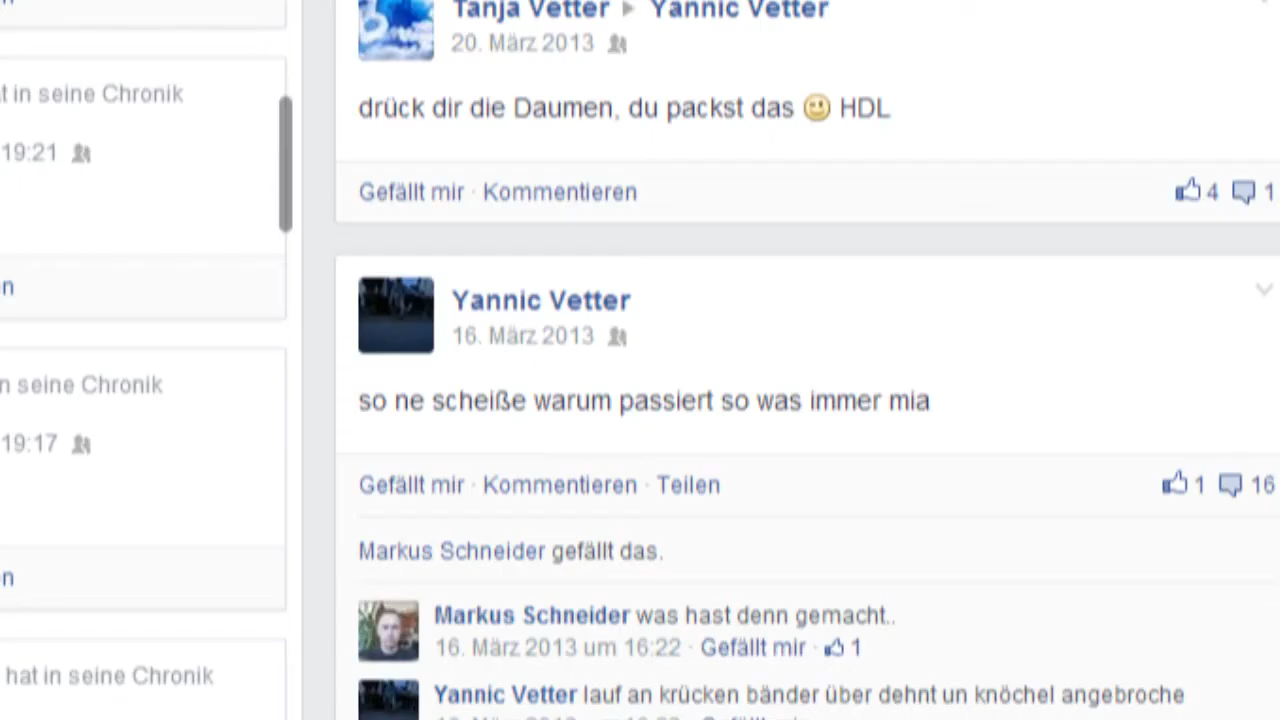 t in seine Chronik
19:21
n
n seine Chronik
19:17
n
hat in seine Chronik
Tanja Vetter ▶ Yannic Vetter
20. März 2013
drück dir die Daumen, du packst das HDL
Gefällt mir · Kommentieren 4 1
Yannic Vetter
16. März 2013
so ne scheiße warum passiert so was immer mia
Gefällt mir · Kommentieren · Teilen 1 16
Markus Schneider gefällt das.
Markus Schneider was hast denn gemacht..
16. März 2013 um 16:22 · Gefällt mir · 1
Yannic Vetter lauf an krücken bänder über dehnt un knöchel angebroche